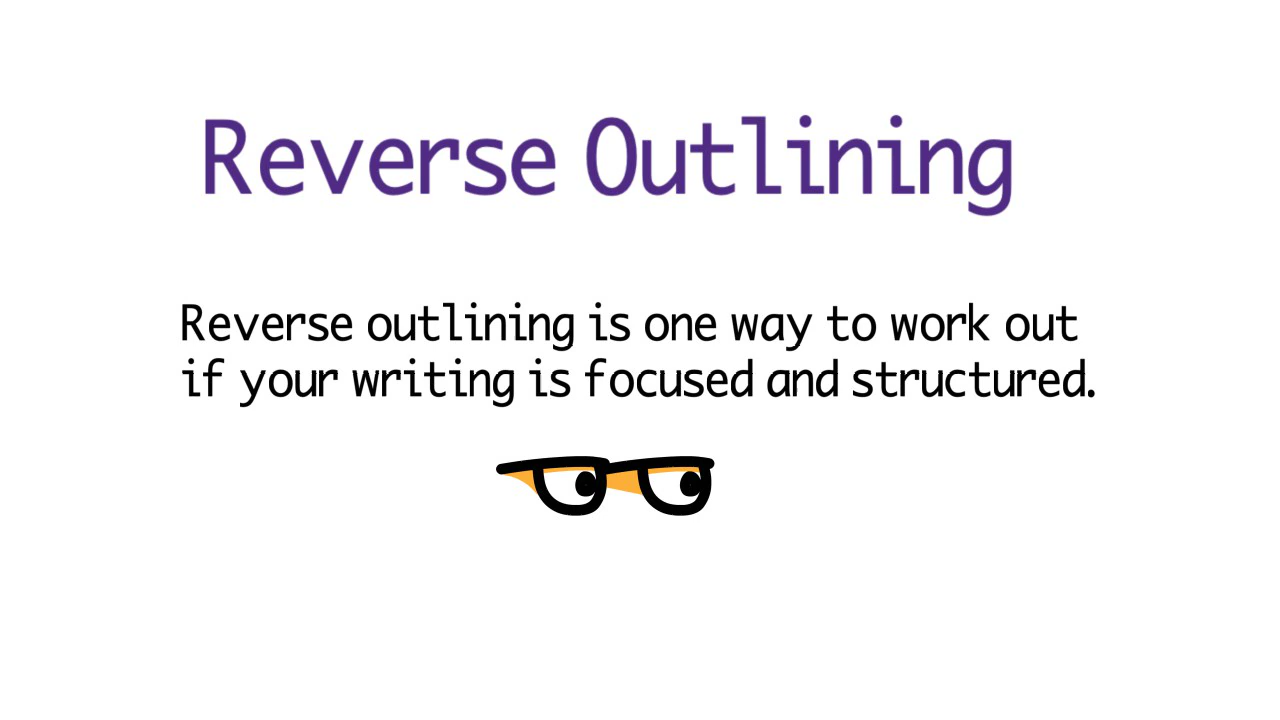 Reverse Outlining
Reverse outlining is one way to work out
if your writing is focused and structured.